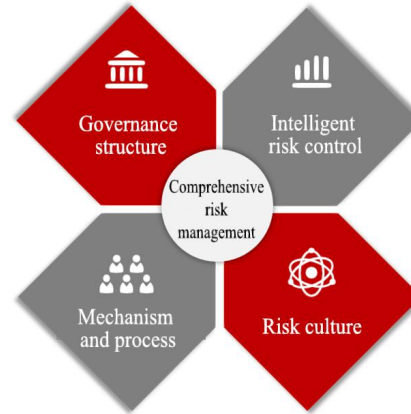 Governance
structure
Intelligent
risk control
Comprehensive
risk
management
Mechanism
and process
Risk culture